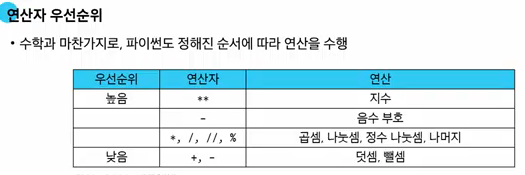 연산자 우선순위
• 수학과 마찬가지로, 파이썬도 정해진 순서에 따라 연산을 수행
우선순위 연산자 연산
높음 ** 지수
- 음수 부호
*, /, //, % 곱셈, 나눗셈, 정수 나눗셈, 나머지
낮음 +, - 덧셈, 뺄셈